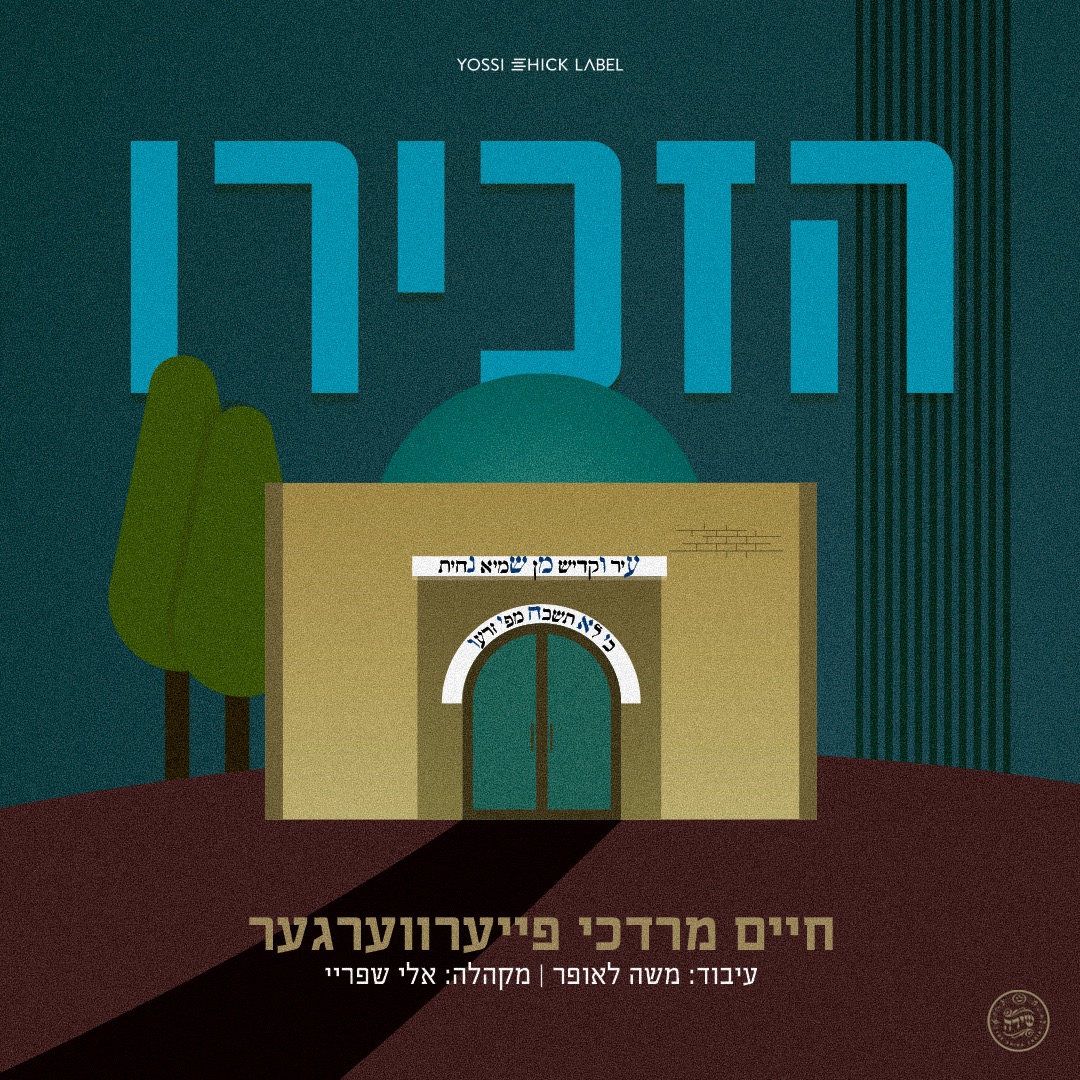 YOSSI SHICK LABEL
הזכירו
עיר וקדיש מן שמיא נחית
כי לא תשכח מפי זרעו
חיים מרדכי פייערווערגער
עיבוד: משה לאופר | מקהלה: אלי שפריי
שירה